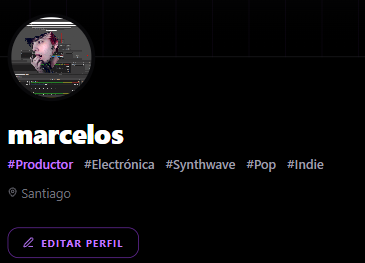 marcelos
#Productor #Electrónica #Synthwave #Pop #Indie
Santiago
EDITAR PERFIL